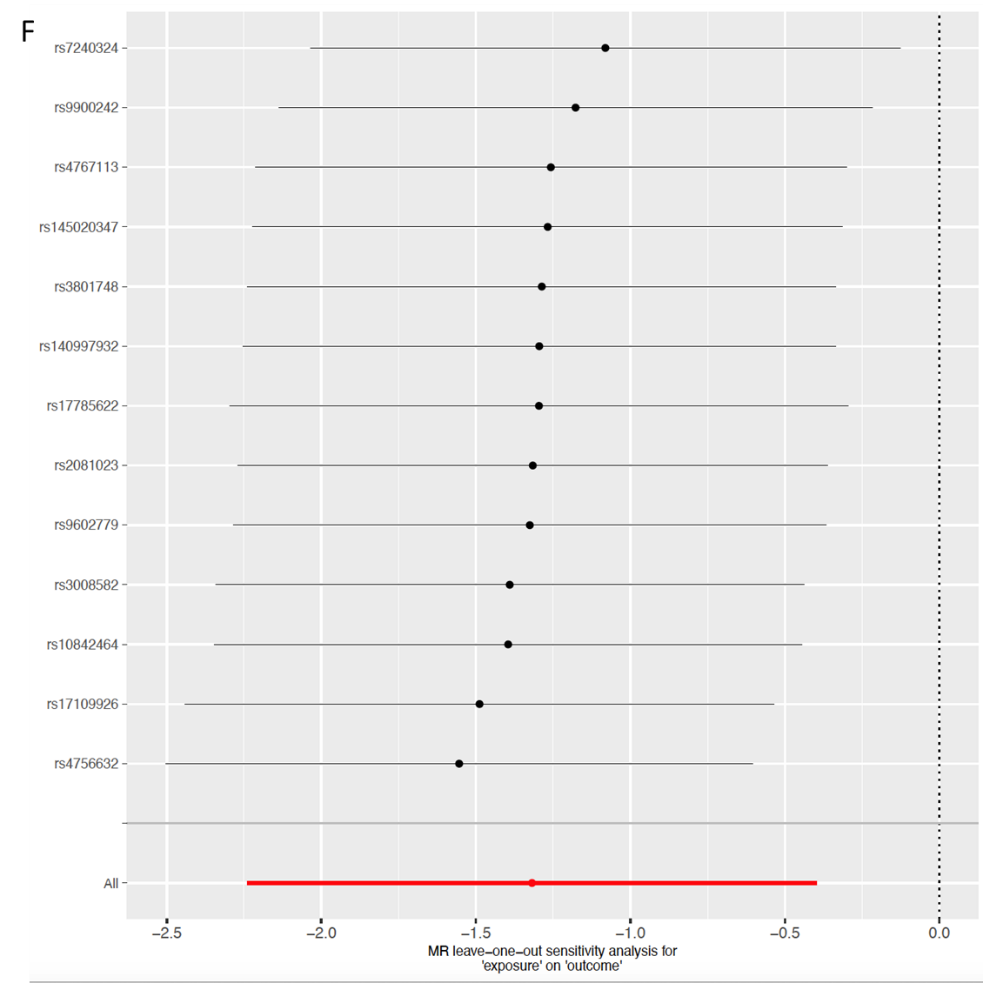 F
rs7240324
rs9900242
rs4767113
rs145020347
rs3801748
rs140997932
rs17785622
rs2081023
rs9602779
rs3008582
rs10842464
rs17109926
rs4756632
All
−2.5 −2.0 −1.5 −1.0 −0.5 0.0
MR leave−one−out sensitivity analysis for
'exposure' on 'outcome'